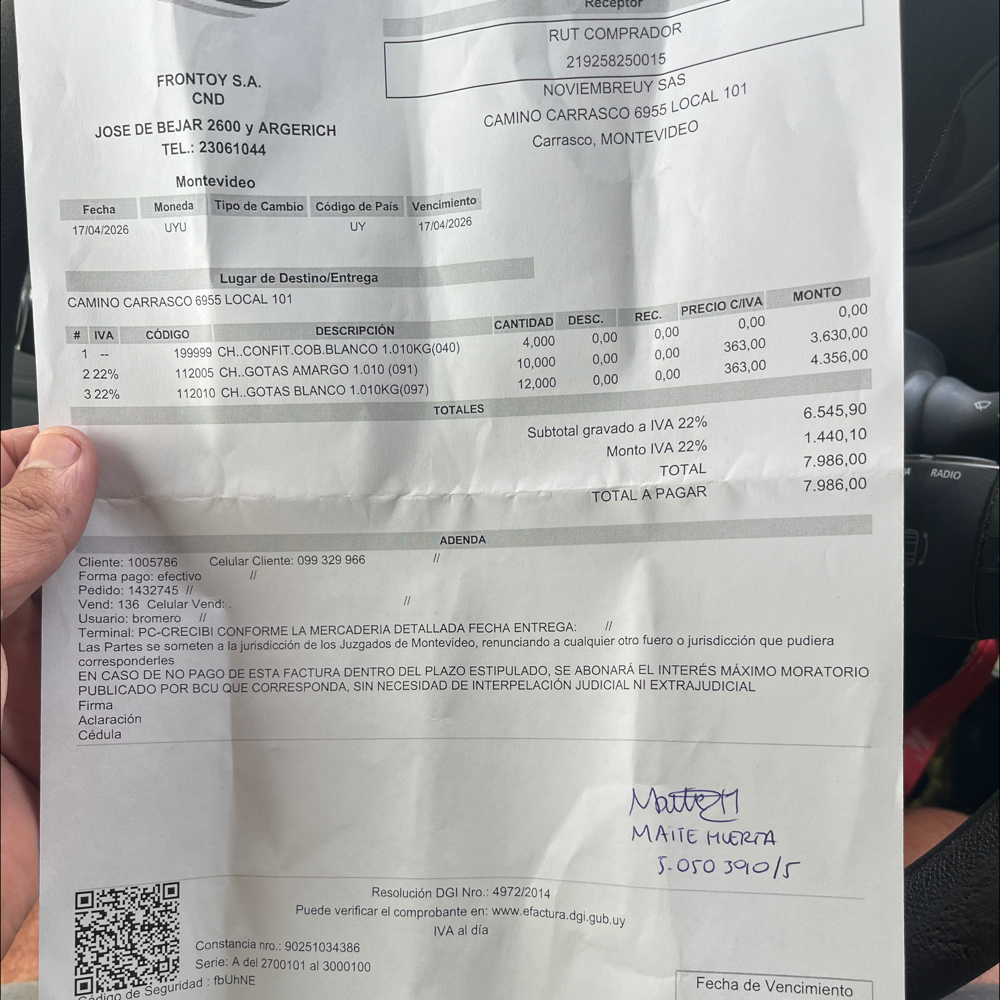 Receptor
RUT COMPRADOR
219258250015
NOVIEMBREUY SAS
CAMINO CARRASCO 6955 LOCAL 101
Carrasco, MONTEVIDEO
FRONTOY S.A.
CND
JOSE DE BEJAR 2600 y ARGERICH
TEL.: 23061044
Montevideo
Fecha Moneda Tipo de Cambio Código de País Vencimiento
17/04/2026 UYU UY 17/04/2026
Lugar de Destino/Entrega
CAMINO CARRASCO 6955 LOCAL 101
# IVA CÓDIGO DESCRIPCIÓN CANTIDAD DESC. REC. PRECIO C/IVA MONTO
1 -- 199999 CH..CONFIT.COB.BLANCO 1.010KG(040) 4,000 0,00 0,00 0,00 0,00
2 22% 112005 CH..GOTAS AMARGO 1.010 (091) 10,000 0,00 0,00 363,00 3.630,00
3 22% 112010 CH..GOTAS BLANCO 1.010KG(097) 12,000 0,00 0,00 363,00 4.356,00
TOTALES
Subtotal gravado a IVA 22% 6.545,90
Monto IVA 22% 1.440,10
TOTAL 7.986,00
TOTAL A PAGAR 7.986,00
ADENDA
Cliente: 1005786 Celular Cliente: 099 329 966 //
Forma pago: efectivo //
Pedido: 1432745 //
Vend: 136 Celular Vend: . //
Usuario: bromero //
Terminal: PC-CRECIBI CONFORME LA MERCADERIA DETALLADA FECHA ENTREGA: //
Las Partes se someten a la jurisdicción de los Juzgados de Montevideo, renunciando a cualquier otro fuero o jurisdicción que pudiera
corresponderles
EN CASO DE NO PAGO DE ESTA FACTURA DENTRO DEL PLAZO ESTIPULADO, SE ABONARÁ EL INTERÉS MÁXIMO MORATORIO
PUBLICADO POR BCU QUE CORRESPONDA, SIN NECESIDAD DE INTERPELACIÓN JUDICIAL NI EXTRAJUDICIAL
Firma
Aclaración
Cédula
MAITE HUERTA
5.050 390/5
Resolución DGI Nro.: 4972/2014
Puede verificar el comprobante en: www.efactura.dgi.gub.uy
IVA al día
Constancia nro.: 90251034386
Serie: A del 2700101 al 3000100
Código de Seguridad : fbUhNE
Fecha de Vencimiento
RADIO